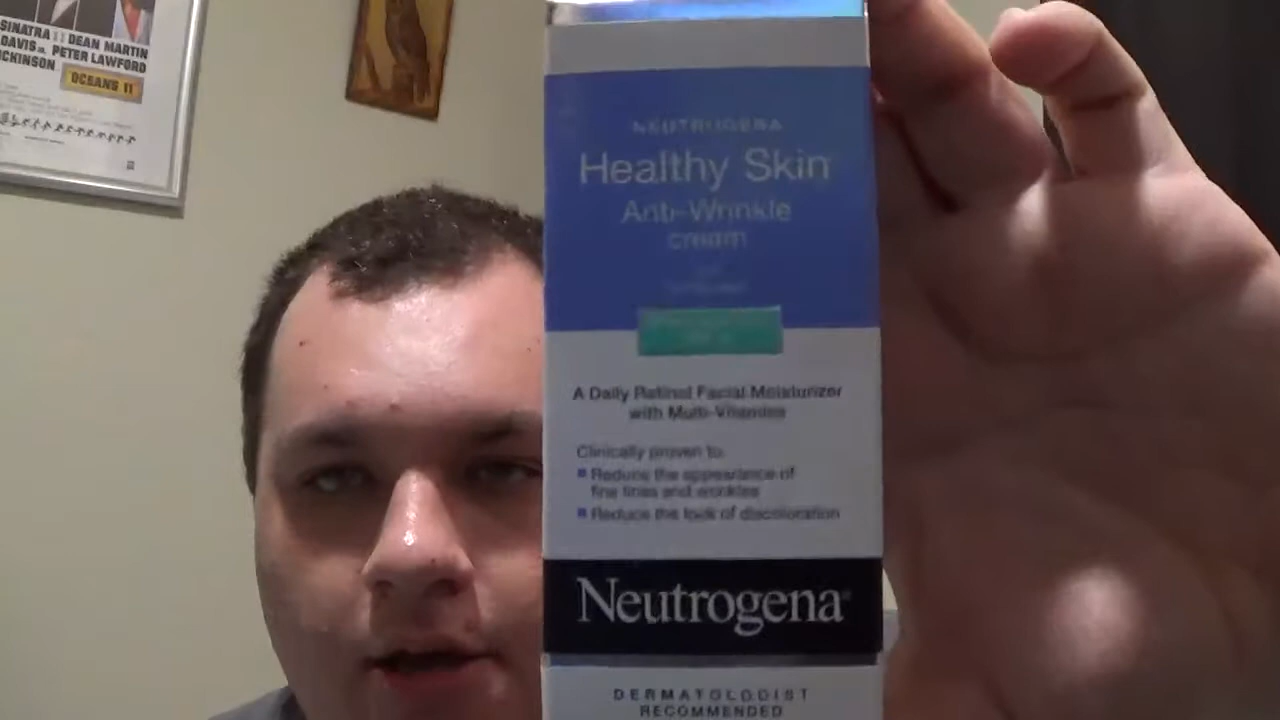 SINATRA DEAN MARTIN
DAVIS JR. PETER LAWFORD
ICKINSON
OCEANS 11
NEUTROGENA
Healthy Skin
Anti-Wrinkle
cream
A Daily Retinol Facial Moisturizer
with Multi-Vitamins
Clinically proven to:
Reduce the appearance of
fine lines and wrinkles
Reduce the look of discoloration
Neutrogena®
DERMATOLOGIST
RECOMMENDED